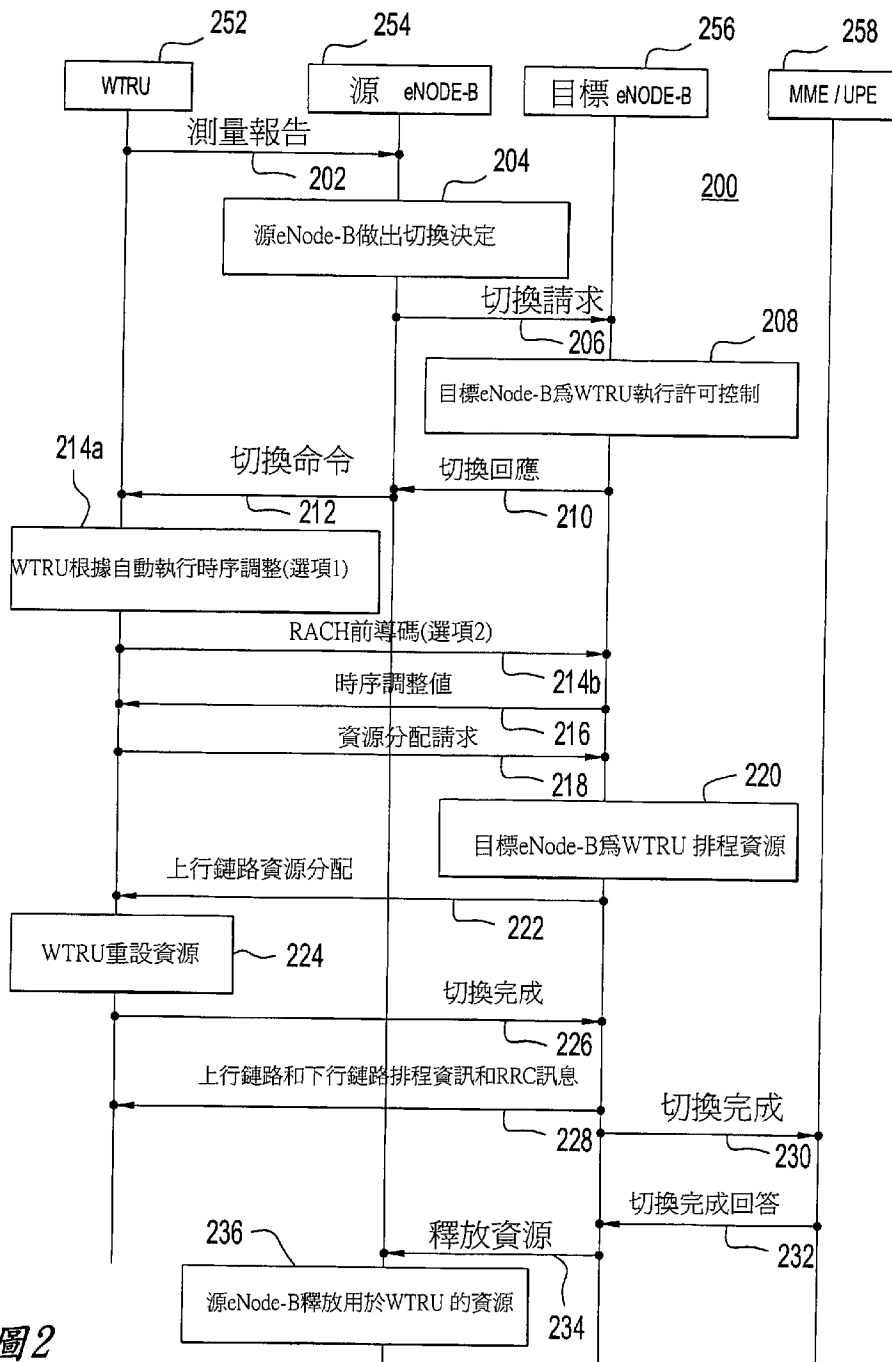 252
254
256
258
WTRU
源 eNODE-B
目標 eNODE-B
MME / UPE
測量報告
202
204
200
源eNode-B做出切換決定
切換請求
206
208
目標eNode-B爲WTRU執行許可控制
214a
切換命令
212
切換回應
210
WTRU根據自動執行時序調整(選項1)
RACH前導碼(選項2)
214b
時序調整值
216
資源分配請求
218
220
目標eNode-B爲WTRU 排程資源
上行鏈路資源分配
222
WTRU重設資源
224
切換完成
226
上行鏈路和下行鏈路排程資訊和RRC訊息
228
切換完成
230
切換完成回答
232
236
釋放資源
234
源eNode-B釋放用於WTRU 的資源
圖2